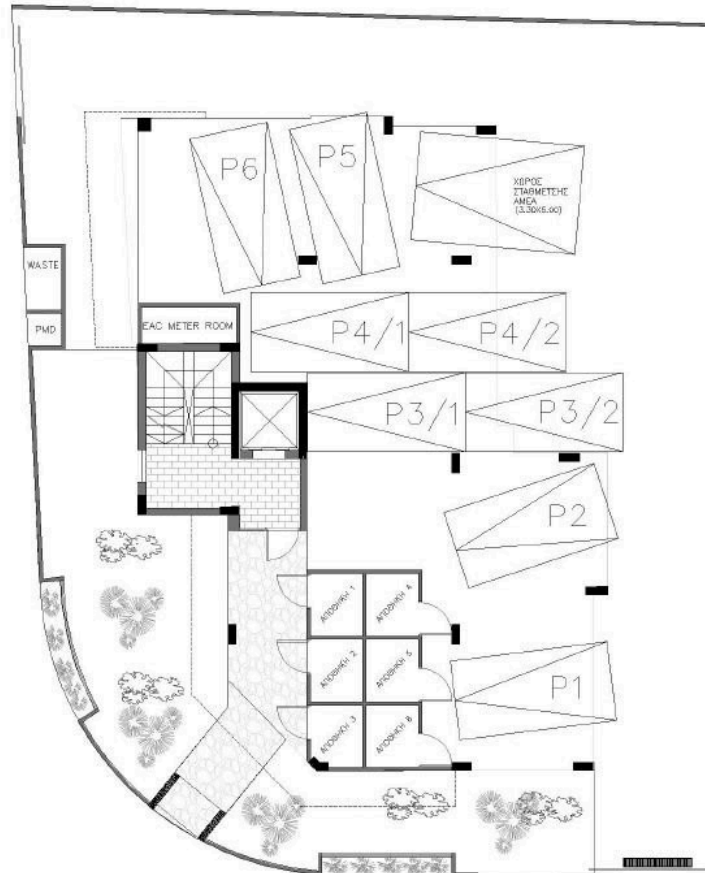 P6
P5
ΧΩΡΟΣ
ΣΤΑΘΜΕΤΣΗΣ
ΑΜΕΑ
(3.30X5.00)
WASTE
PMD
EAC METER ROOM
P4/1
P4/2
P3/1
P3/2
P2
P1
ΑΠΟΘΗΚΗ 1
ΑΠΟΘΗΚΗ 4
ΑΠΟΘΗΚΗ 2
ΑΠΟΘΗΚΗ 5
ΑΠΟΘΗΚΗ 3
ΑΠΟΘΗΚΗ 6